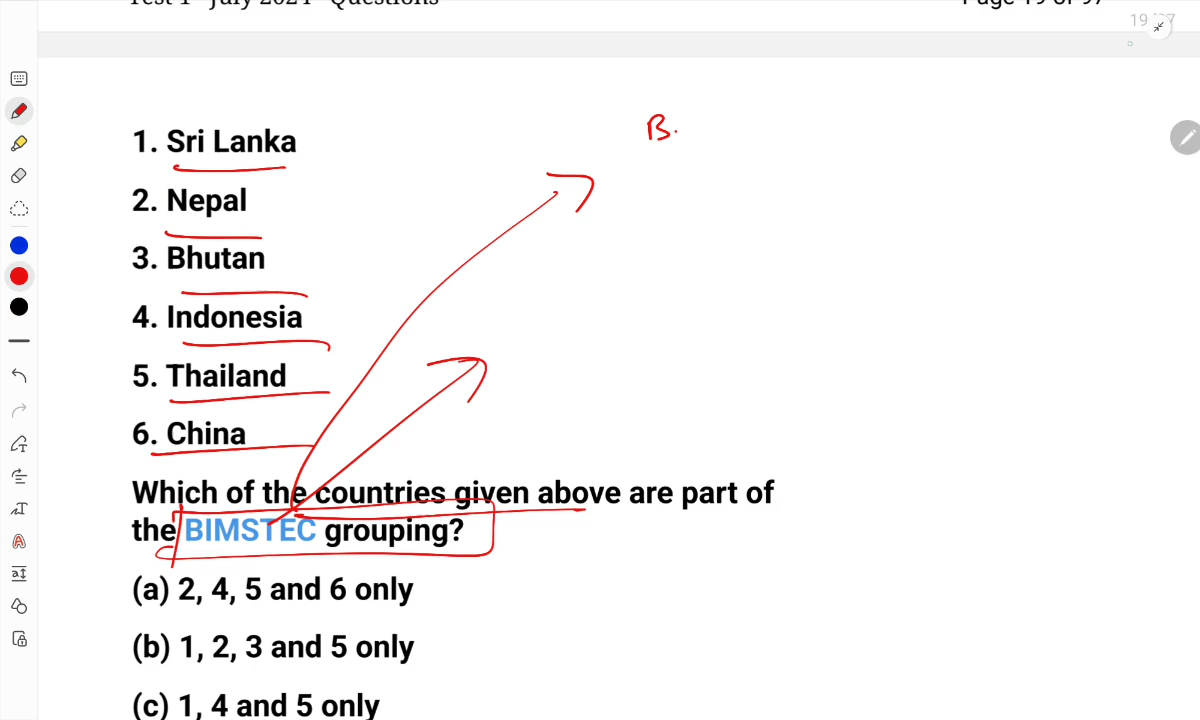 19
B.
1. Sri Lanka
2. Nepal
3. Bhutan
4. Indonesia
5. Thailand
6. China
Which of the countries given above are part of
the BIMSTEC grouping?
(a) 2, 4, 5 and 6 only
(b) 1, 2, 3 and 5 only
(c) 1, 4 and 5 only